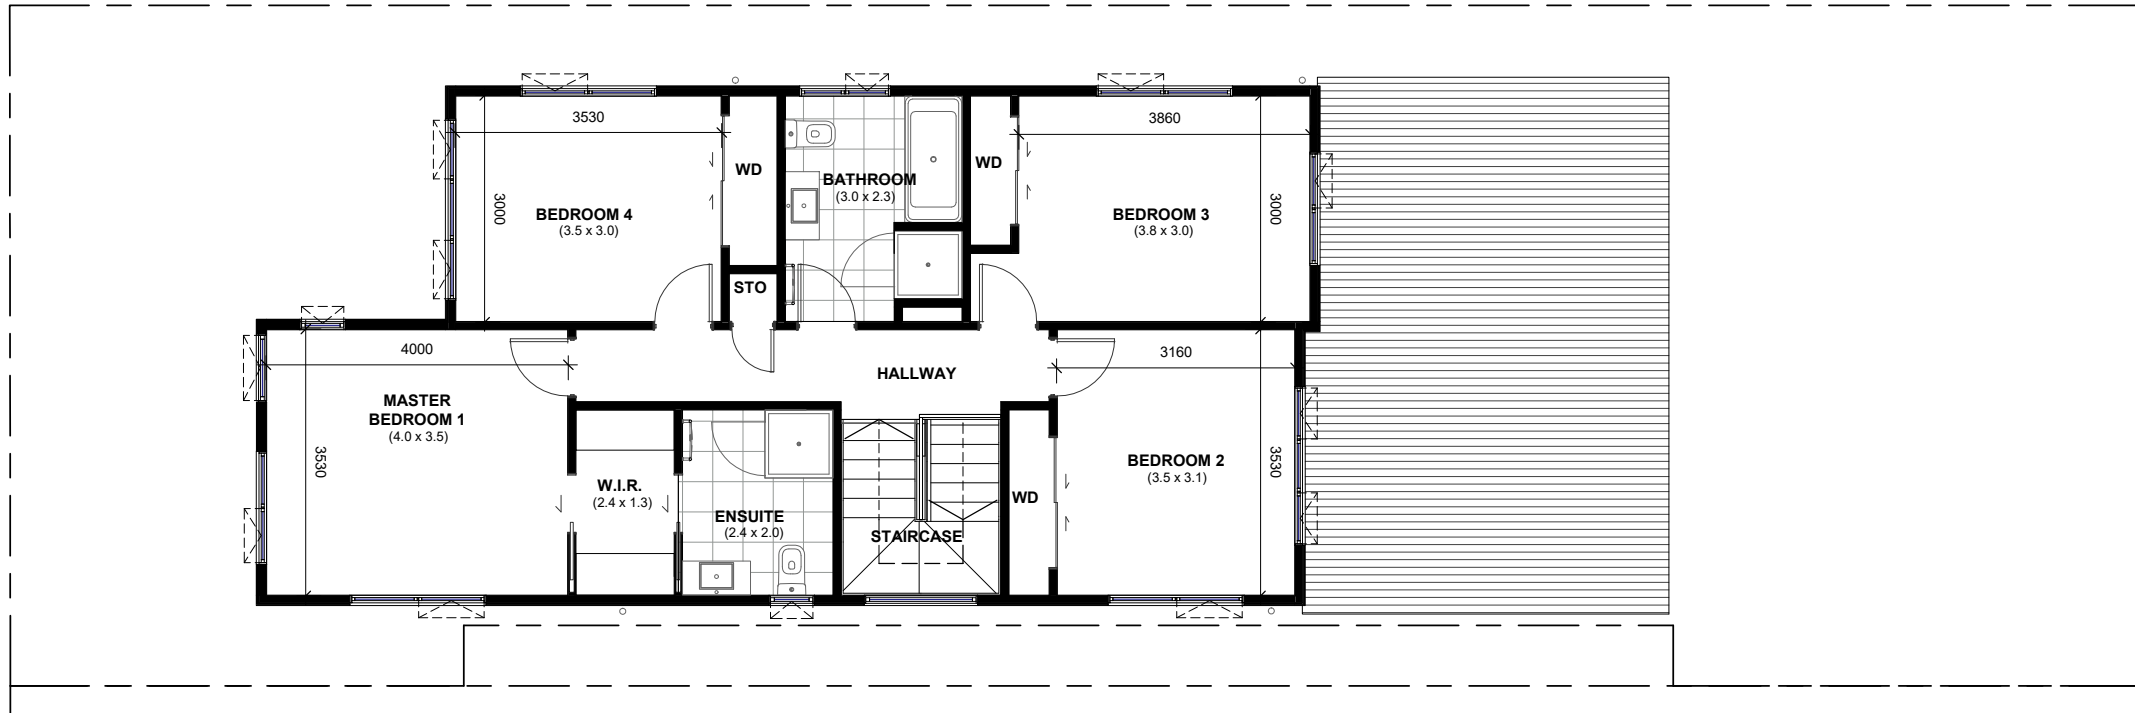 3530
3000
BEDROOM 4
(3.5 x 3.0)
WD
STO
BATHROOM
(3.0 x 2.3)
WD
3860
3000
BEDROOM 3
(3.8 x 3.0)
4000
3530
MASTER
BEDROOM 1
(4.0 x 3.5)
HALLWAY
W.I.R.
(2.4 x 1.3)
ENSUITE
(2.4 x 2.0)
STAIRCASE
WD
3160
3530
BEDROOM 2
(3.5 x 3.1)